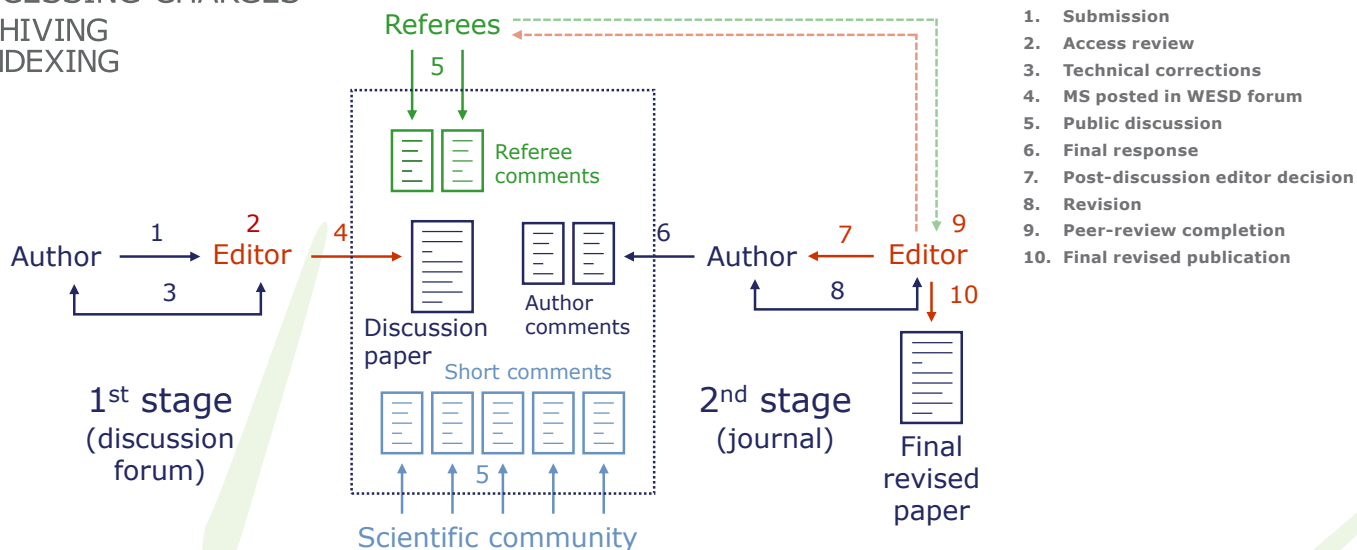 HIVING
Referees
5
Referee
comments
Author
1
2
Editor
3
4
Discussion
paper
Author
comments
6
Author
7
9
Editor
8
10
Short comments
5
Scientific community
1st stage
(discussion
forum)
2nd stage
(journal)
Final
revised
paper
1. Submission
2. Access review
3. Technical corrections
4. MS posted in WESD forum
5. Public discussion
6. Final response
7. Post-discussion editor decision
8. Revision
9. Peer-review completion
10. Final revised publication